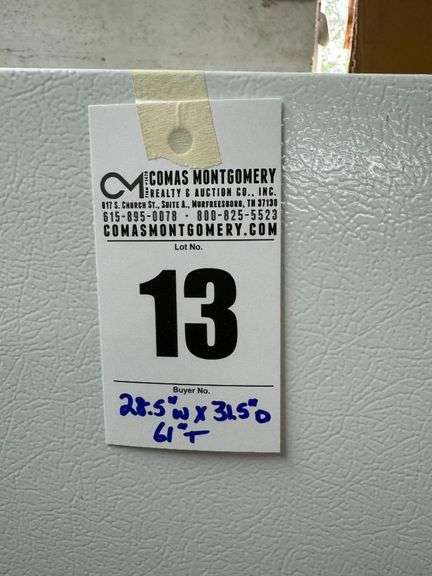 CM COMAS MONTGOMERY
REALTY & AUCTION CO., INC.
817 S. CHURCH ST., SUITE A., MURFREESBORO, TN 37130
615-895-0078 - 800-825-5523
COMASMONTGOMERY.COM
Lot No.
13
Buyer No.
28.5"W X 31.5"D
61"T